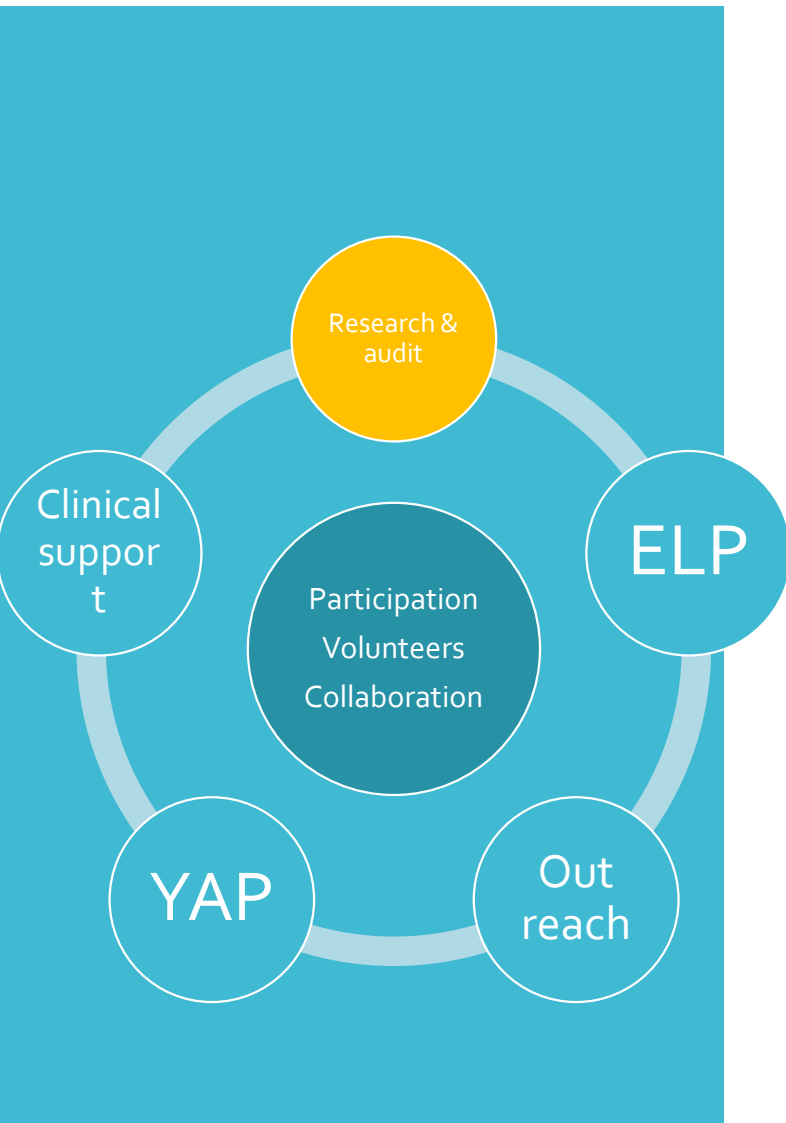 Research &
audit
ELP
Out
reach
YAP
Clinical
suppor
t
Participation
Volunteers
Collaboration